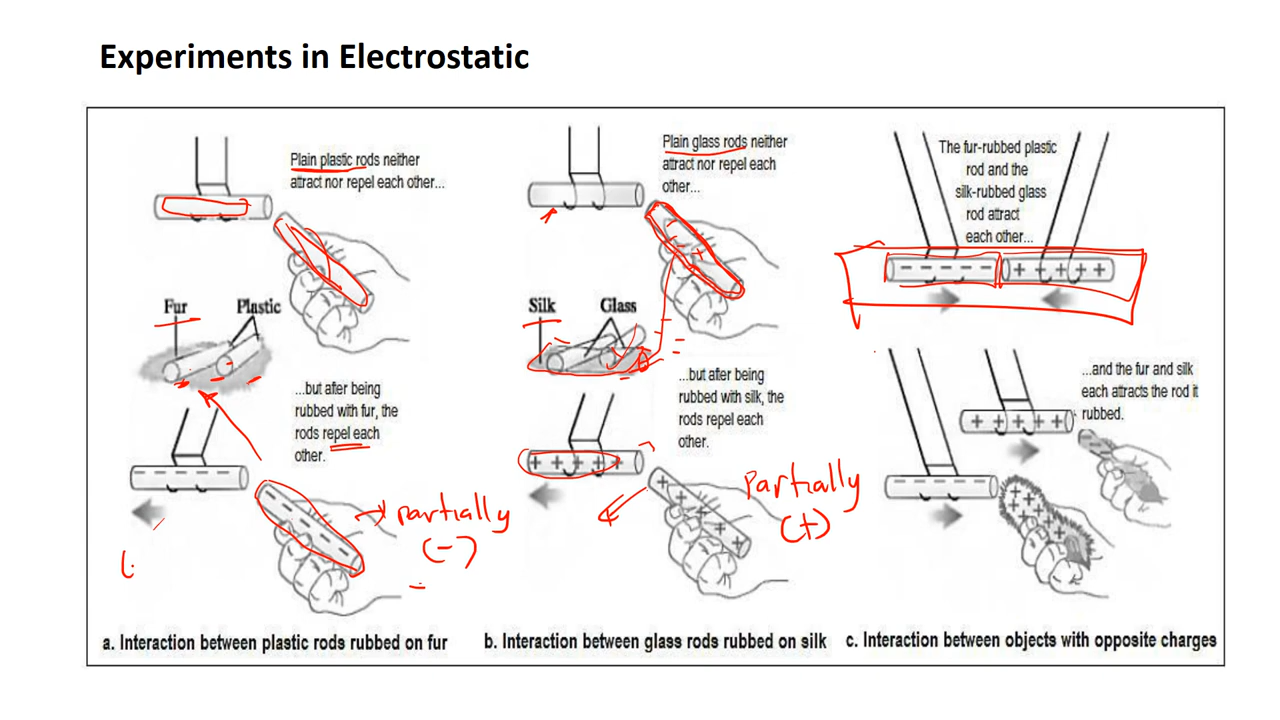 Experiments in Electrostatic
Plain plastic rods neither
attract nor repel each other...
Fur
Plastic
...but afer being
rubbed with fur, the
rods repel each
other.
partially
(-)
a. Interaction between plastic rods rubbed on fur
Plain glass rods neither
attract nor repel each
other...
Silk
Glass
...but afer being
rubbed with silk, the
rods repel each
other.
partially
(+)
b. Interaction between glass rods rubbed on silk
The fur-rubbed plastic
rod and the
silk-rubbed glass
rod attract
each other...
...and the fur and silk
each attracts the rod it
rubbed.
c. Interaction between objects with opposite charges